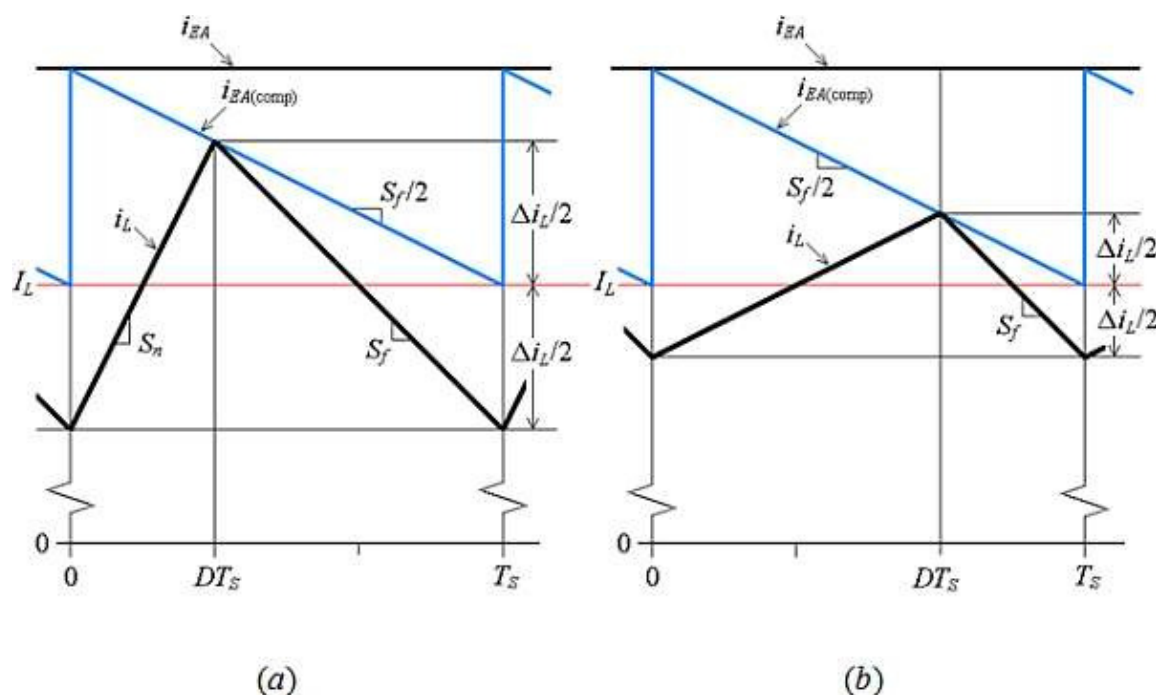 i_EA
i_EA(comp)
S_f/2
Δi_L/2
i_L
I_L
S_n
S_f
Δi_L/2
0
0
DT_S
T_S
(a)
i_EA
i_EA(comp)
S_f/2
i_L
Δi_L/2
I_L
Δi_L/2
S_f
0
0
DT_S
T_S
(b)